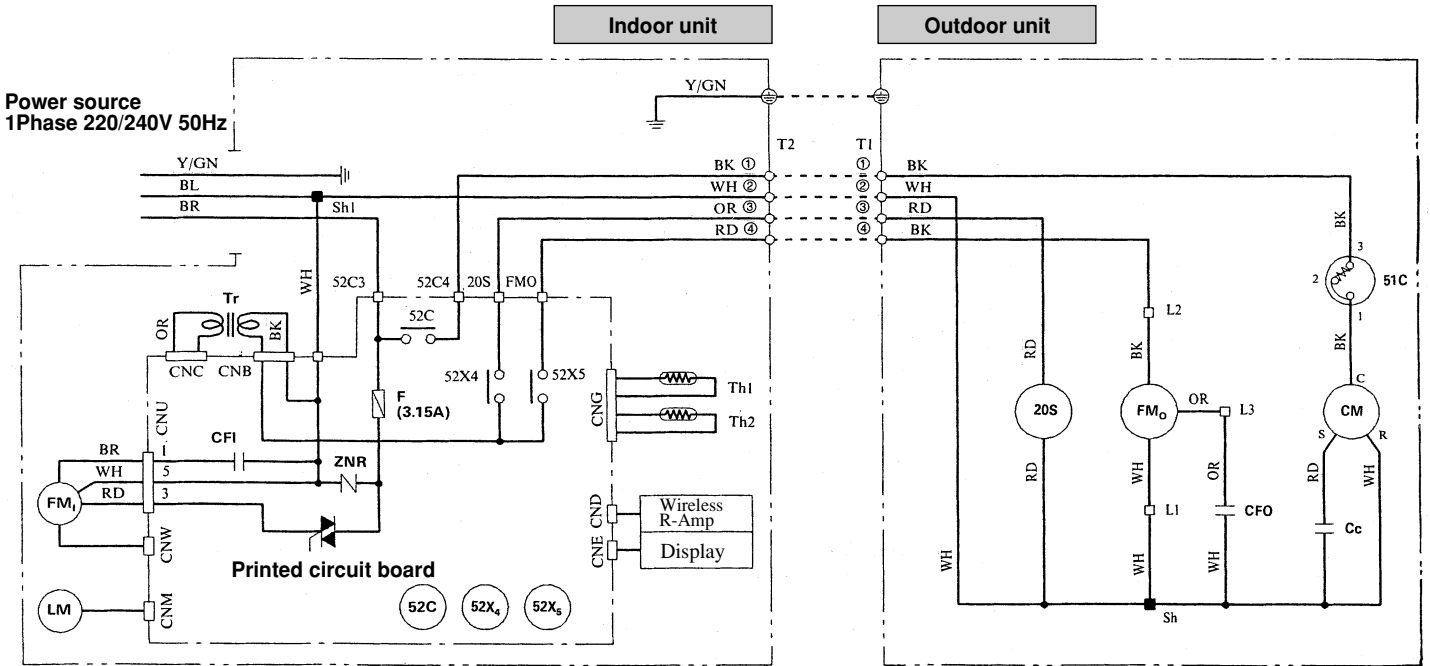 Indoor unit
Outdoor unit
Power source
1Phase 220/240V 50Hz
Y/GN
Y/GN
BL
BR
Sh1
T2
T1
BK ①
WH ②
OR ③
RD ④
①
②
③
④
BK
WH
RD
BK
WH
52C3
52C4
20S
FMO
52C
Tr
OR
BK
CNC
CNB
F
(3.15A)
52X4
52X5
CNG
Th1
Th2
CNU
CFI
1
BR
WH
5
ZNR
RD
3
FMI
CNW
CND
Wireless
R-Amp
CNE
Display
Printed circuit board
LM
CNM
52C
52X4
52X5
BK
3
2
51C
1
BK
L2
BK
RD
20S
FMO
OR
L3
C
CM
S
R
RD
WH
OR
RD
WH
L1
CFO
Cc
WH
WH
WH
Sh